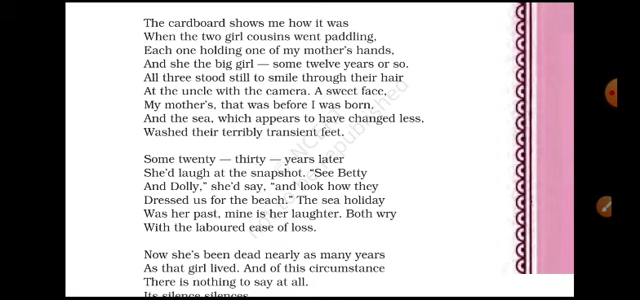 The cardboard shows me how it was
When the two girl cousins went paddling,
Each one holding one of my mother's hands,
And she the big girl — some twelve years or so.
All three stood still to smile through their hair
At the uncle with the camera. A sweet face,
My mother's, that was before I was born.
And the sea, which appears to have changed less,
Washed their terribly transient feet.
Some twenty — thirty — years later
She'd laugh at the snapshot. “See Betty
And Dolly,” she'd say, “and look how they
Dressed us for the beach.” The sea holiday
Was her past, mine is her laughter. Both wry
With the laboured ease of loss.
Now she's been dead nearly as many years
As that girl lived. And of this circumstance
There is nothing to say at all.
Its silence silences.